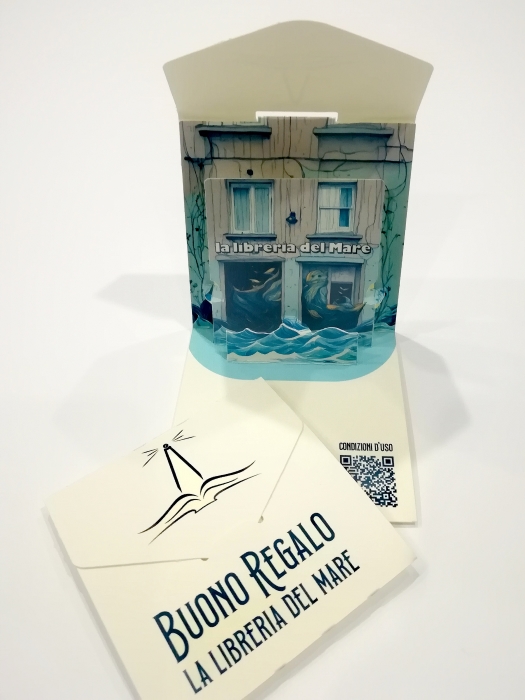 la libreria del Mare
CONDIZIONI D'USO
BUONO REGALO
LA LIBRERIA DEL MARE